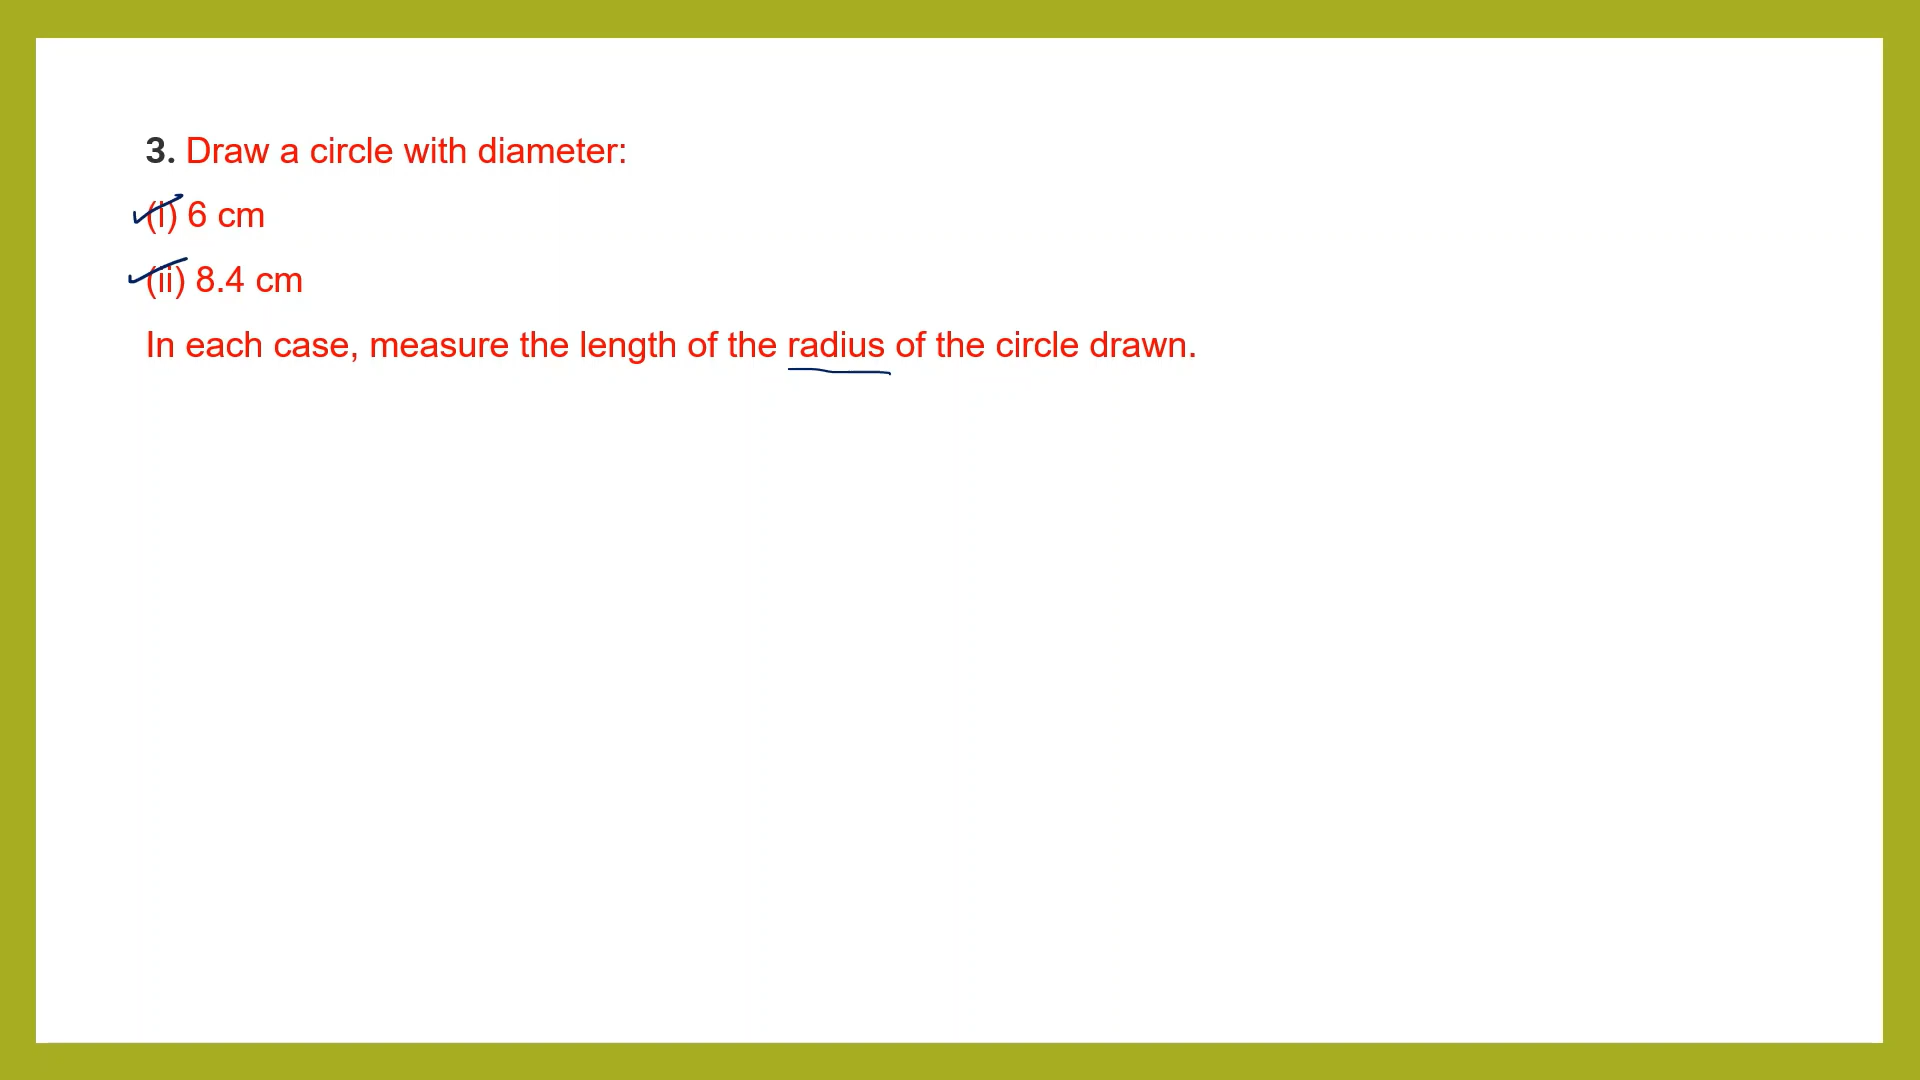 3. Draw a circle with diameter:
(i) 6 cm
(ii) 8.4 cm
In each case, measure the length of the radius of the circle drawn.